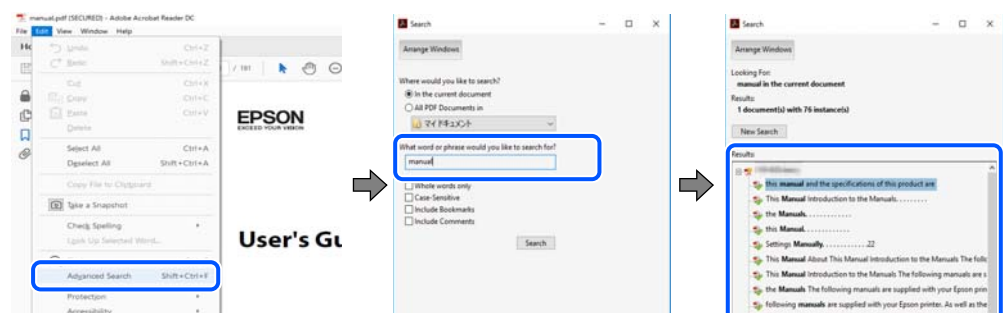 manual.pdf (SECURED) - Adobe Acrobat Reader DC
File Edit View Window Help
Undo Ctrl+Z
Redo Shift+Ctrl+Z
Cut Ctrl+X
Copy Ctrl+C
Paste Ctrl+V
Delete
Select All Ctrl+A
Deselect All Shift+Ctrl+A
Copy File to Clipboard
Take a Snapshot
Check Spelling
Look Up Selected Word...
Advanced Search Shift+Ctrl+F
Protection
Accessibility
/ 181
EPSON
EXCEED YOUR VISION
User's Gu
Search
Arrange Windows
Where would you like to search?
In the current document
All PDF Documents in
マイ ドキュメント
What word or phrase would you like to search for?
manual
Whole words only
Case-Sensitive
Include Bookmarks
Include Comments
Search
Search
Arrange Windows
Looking For:
manual in the current document
Results:
1 document(s) with 76 instance(s)
New Search
Results:
this manual and the specifications of this product are
This Manual Introduction to the Manuals. . . . . . . .
the Manuals. . . . . . . . . . . .
this Manual. . . . . . . . . . . .
Settings Manually. . . . . . . . . . . .22
This Manual About This Manual Introduction to the Manuals The follo
This Manual Introduction to the Manuals The following manuals are s
the Manuals The following manuals are supplied with your Epson prin
following manuals are supplied with your Epson printer. As well as the